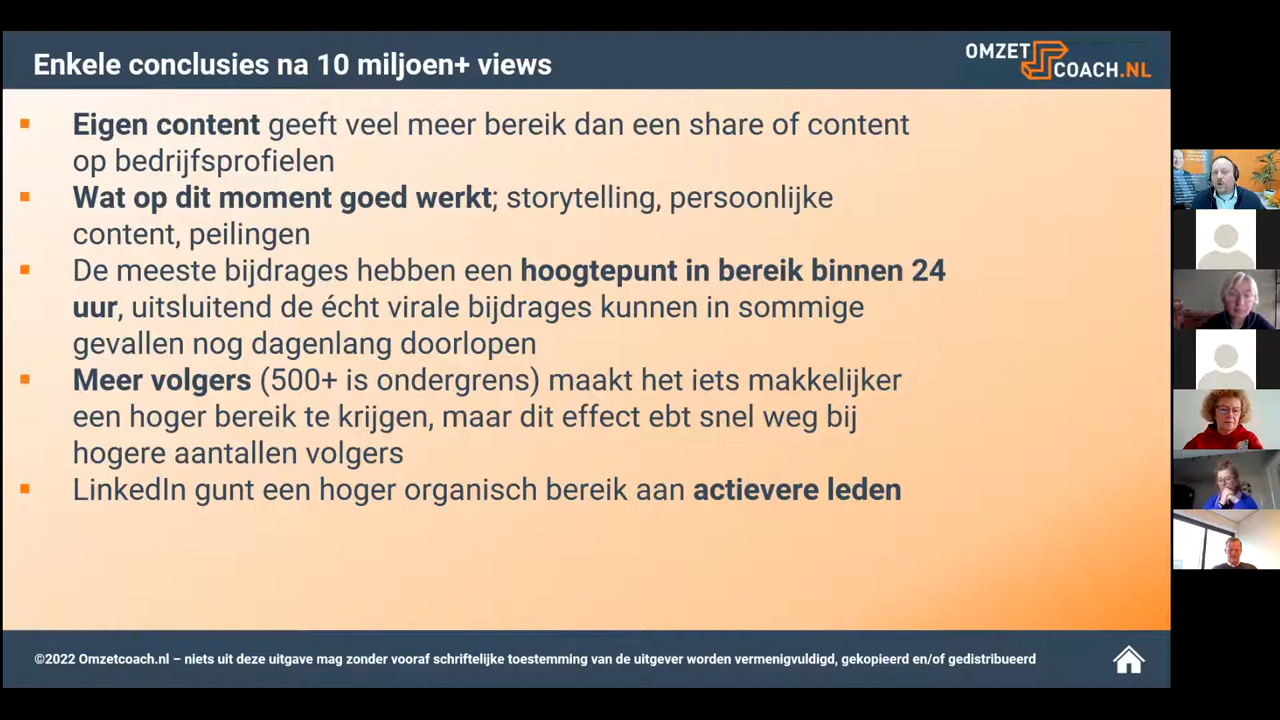 Enkele conclusies na 10 miljoen+ views
OMZET
COACH.NL
Eigen content geeft veel meer bereik dan een share of content
op bedrijfsprofielen
Wat op dit moment goed werkt; storytelling, persoonlijke
content, peilingen
De meeste bijdrages hebben een hoogtepunt in bereik binnen 24
uur, uitsluitend de écht virale bijdrages kunnen in sommige
gevallen nog dagenlang doorlopen
Meer volgers (500+ is ondergrens) maakt het iets makkelijker
een hoger bereik te krijgen, maar dit effect ebt snel weg bij
hogere aantallen volgers
LinkedIn gunt een hoger organisch bereik aan actievere leden
©2022 Omzetcoach.nl – niets uit deze uitgave mag zonder vooraf schriftelijke toestemming van de uitgever worden vermenigvuldigd, gekopieerd en/of gedistribueerd